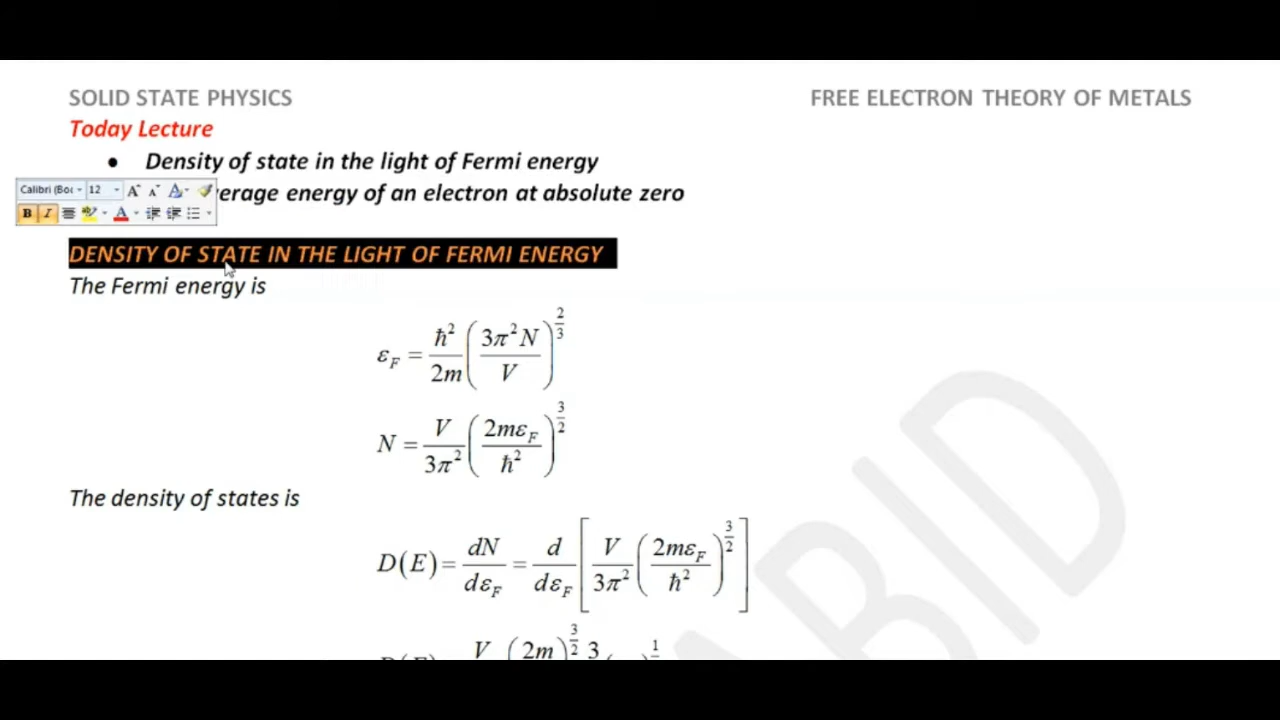 SOLID STATE PHYSICS FREE ELECTRON THEORY OF METALS
Today Lecture
• Density of state in the light of Fermi energy
Calibri (Boc 12
erage energy of an electron at absolute zero
B I
DENSITY OF STATE IN THE LIGHT OF FERMI ENERGY
The Fermi energy is
ε_F = ħ²/2m (3π²N/V)^(2/3)
N = V/3π² (2mε_F/ħ²)^(3/2)
The density of states is
D(E) = dN/dε_F = d/dε_F [V/3π² (2mε_F/ħ²)^(3/2)]
ABID